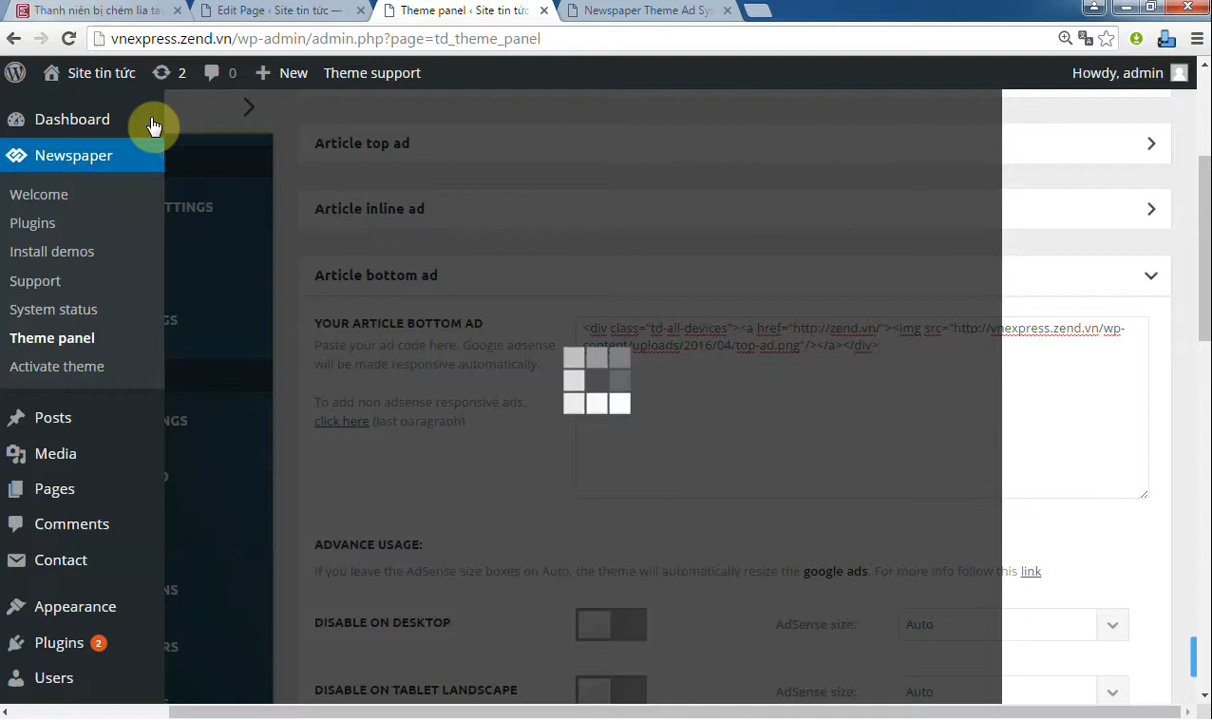 Thanh niên bị chém lìa ta
Edit Page ‹ Site tin tức —
Theme panel ‹ Site tin tức
Newspaper Theme Ad Sy
vnexpress.zend.vn/wp-admin/admin.php?page=td_theme_panel
Site tin tức
2
0
New
Theme support
Howdy, admin
Dashboard
Newspaper
Welcome
Plugins
Install demos
Support
System status
Theme panel
Activate theme
Posts
Media
Pages
Comments
Contact
Appearance
Plugins 2
Users
TTINGS
GS
GS
NS
RS
Article top ad
Article inline ad
Article bottom ad
YOUR ARTICLE BOTTOM AD
Paste your ad code here. Google adsense
will be made responsive automatically.
To add non adsense responsive ads,
click here (last paragraph)
<div class="td-all-devices"><a href="http://zend.vn/"><img src="http://vnexpress.zend.vn/wp-
content/uploads/2016/04/top-ad.png"/></a></div>
ADVANCE USAGE:
If you leave the AdSense size boxes on Auto, the theme will automatically resize the google ads. For more info follow this link
DISABLE ON DESKTOP
AdSense size:
Auto
DISABLE ON TABLET LANDSCAPE
AdSense size:
Auto